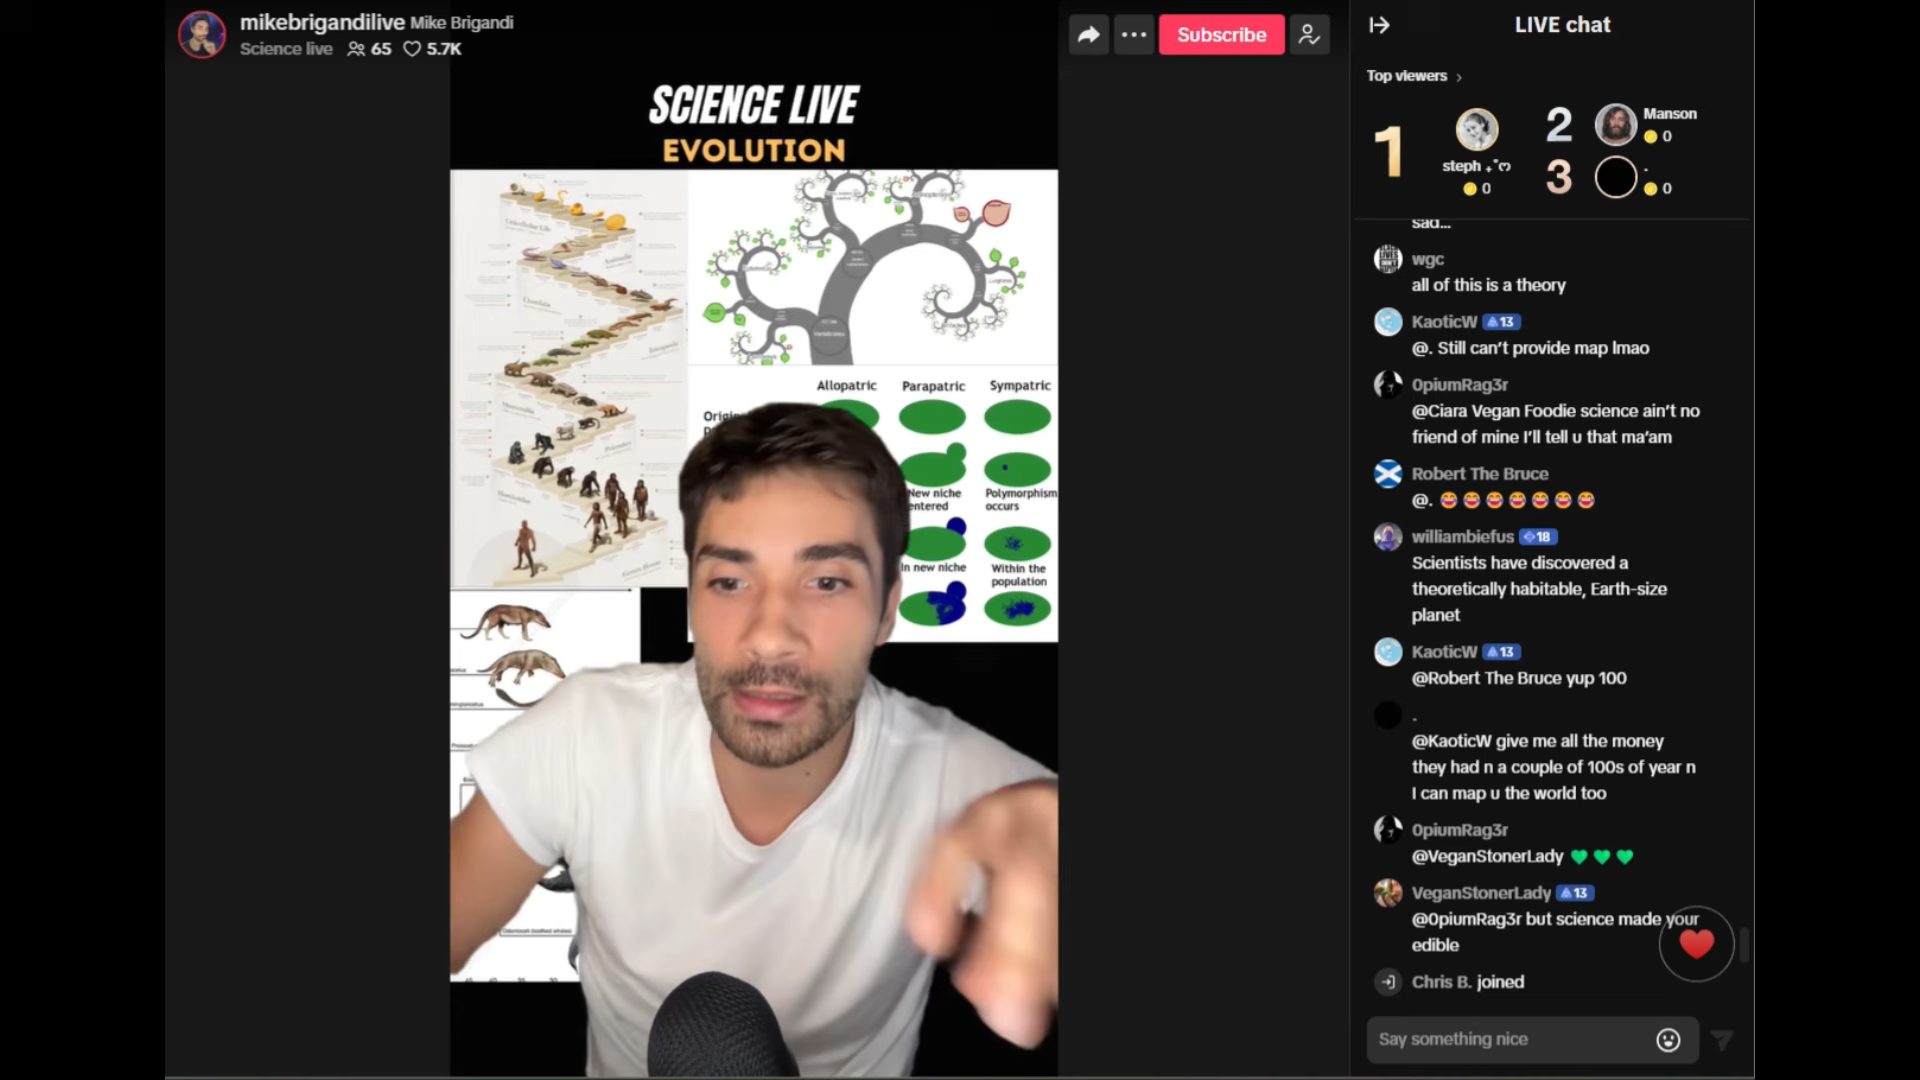 mikebrigandilive Mike Brigandi
Science live 65 5.7K
Subscribe
SCIENCE LIVE
EVOLUTION
Vertebrates
Allopatric Parapatric Sympatric
New niche
entered
Polymorphism
occurs
In new niche
Within the
population
LIVE chat
Top viewers
1
steph
0
2
Manson
0
3
.
0
sad...
wgc
all of this is a theory
KaoticW 13
@. Still can’t provide map lmao
0piumRag3r
@Ciara Vegan Foodie science ain’t no
friend of mine I’ll tell u that ma’am
Robert The Bruce
@. 😂😂😂😂😂😂😂
williambiefus 18
Scientists have discovered a
theoretically habitable, Earth-size
planet
KaoticW 13
@Robert The Bruce yup 100
.
@KaoticW give me all the money
they had n a couple of 100s of year n
I can map u the world too
0piumRag3r
@VeganStonerLady 💚💚💚
VeganStonerLady 13
@0piumRag3r but science made your
edible
Chris B. joined
Say something nice